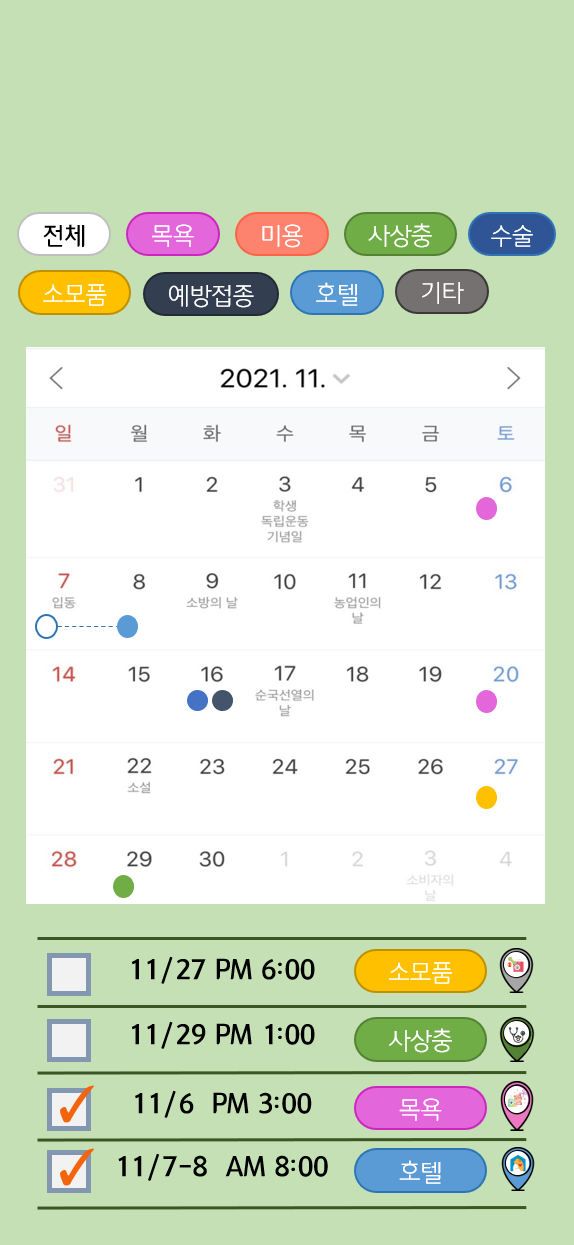 전체 목욕 미용 사상충 수술
소모품 예방접종 호텔 기타
2021. 11.
일 월 화 수 목 금 토
31 1 2 3 4 5 6
학생
독립운동
기념일
7 8 9 10 11 12 13
입동 소방의 날 농업인의
날
14 15 16 17 18 19 20
순국선열의
날
21 22 23 24 25 26 27
소설
28 29 30 1 2 3 4
소비자의
날
11/27 PM 6:00 소모품
11/29 PM 1:00 사상충
11/6 PM 3:00 목욕
11/7-8 AM 8:00 호텔